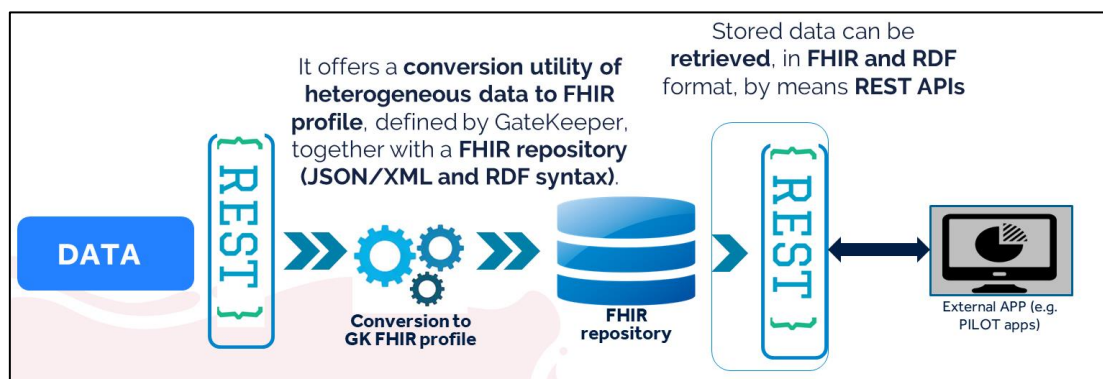 It offers a conversion utility of
heterogeneous data to FHIR
profile, defined by GateKeeper,
together with a FHIR repository
(JSON/XML and RDF syntax).
Stored data can be
retrieved, in FHIR and RDF
format, by means REST APIs
DATA
{ REST }
Conversion to
GK FHIR profile
FHIR
repository
{ REST }
External APP (e.g.
PILOT apps)